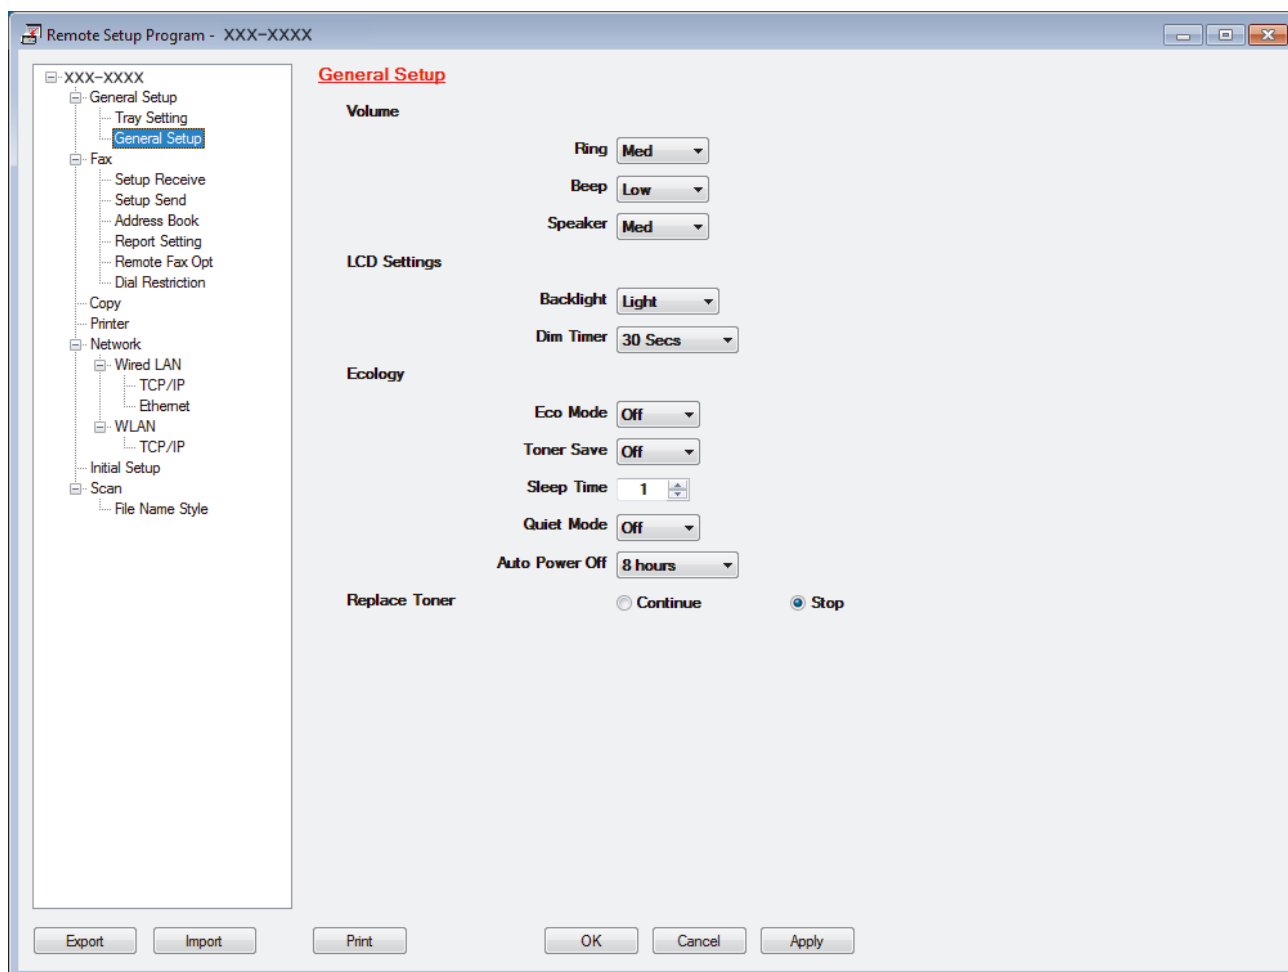 Remote Setup Program - XXX-XXXX
XXX-XXXX
General Setup
Tray Setting
General Setup
Fax
Setup Receive
Setup Send
Address Book
Report Setting
Remote Fax Opt
Dial Restriction
Copy
Printer
Network
Wired LAN
TCP/IP
Ethernet
WLAN
TCP/IP
Initial Setup
Scan
File Name Style
General Setup
Volume
Ring Med
Beep Low
Speaker Med
LCD Settings
Backlight Light
Dim Timer 30 Secs
Ecology
Eco Mode Off
Toner Save Off
Sleep Time 1
Quiet Mode Off
Auto Power Off 8 hours
Replace Toner Continue Stop
Export Import Print OK Cancel Apply